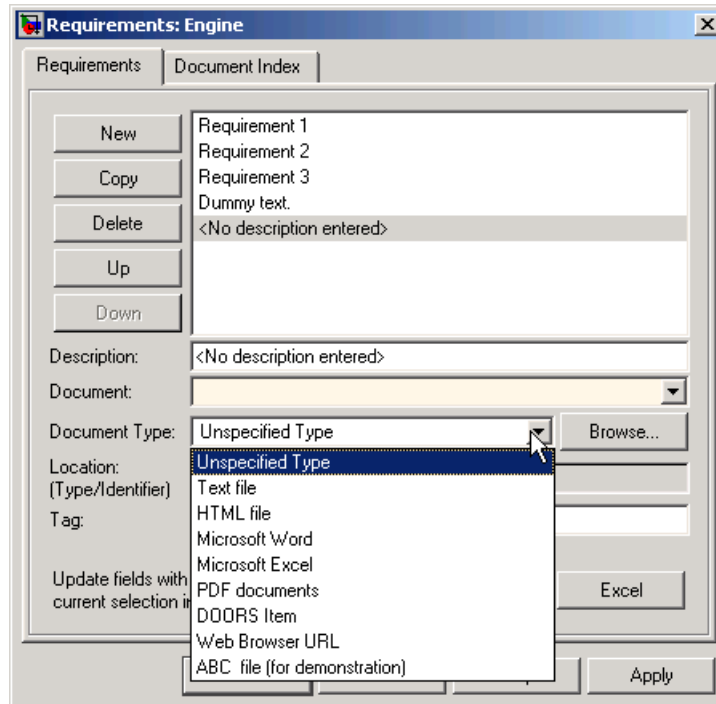 Requirements: Engine
Requirements Document Index
New
Copy
Delete
Up
Down
Requirement 1
Requirement 2
Requirement 3
Dummy text.
<No description entered>
Description: <No description entered>
Document:
Document Type: Unspecified Type Browse...
Location:
(Type/Identifier)
Tag:
Unspecified Type
Text file
HTML file
Microsoft Word
Microsoft Excel
PDF documents
DOORS Item
Web Browser URL
ABC file (for demonstration)
Update fields with
current selection in
Excel
Apply